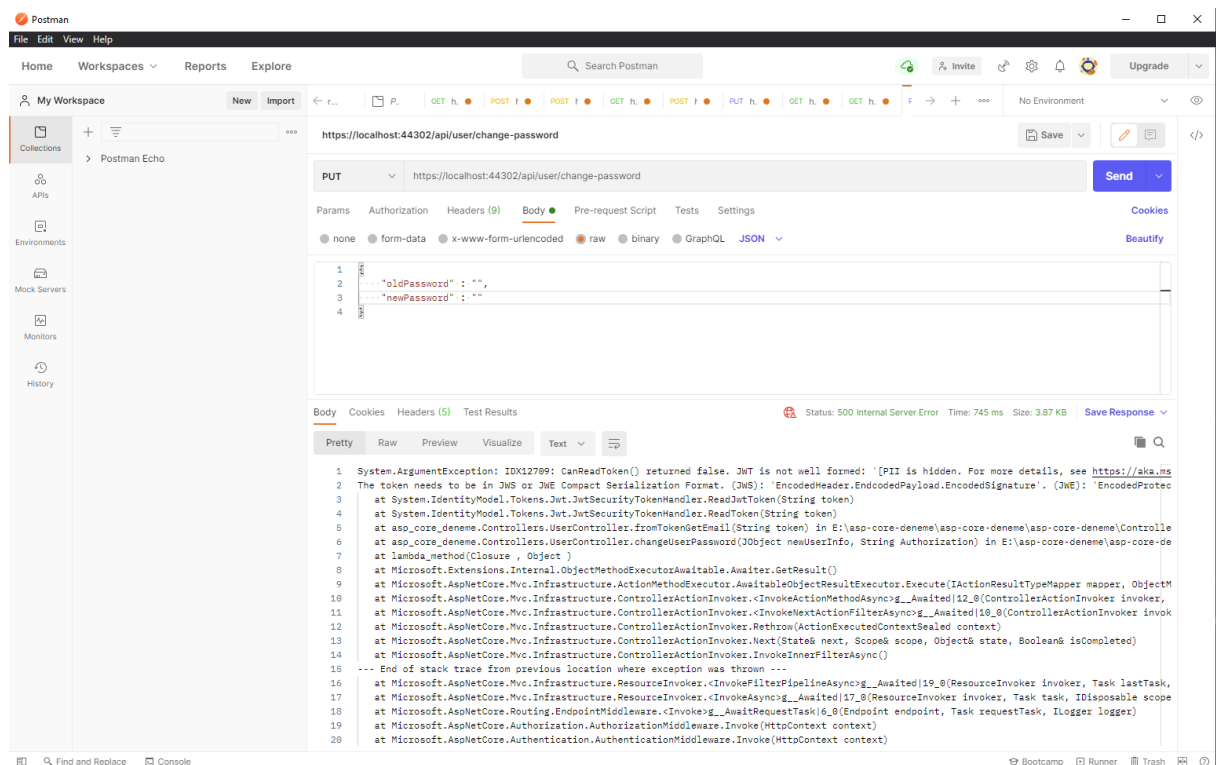 Postman
File Edit View Help
Home Workspaces Reports Explore Search Postman Invite Upgrade
My Workspace New Import GET h. POST POST GET h. POST PUT h. GET h. GET h. No Environment
Collections
Postman Echo
https://localhost:44302/api/user/change-password Save
APIs
PUT https://localhost:44302/api/user/change-password Send
Params Authorization Headers (9) Body Pre-request Script Tests Settings Cookies
Environments
none form-data x-www-form-urlencoded raw binary GraphQL JSON Beautify
Mock Servers
1 {
2 "oldPassword" : "",
3 "newPassword" : ""
4 }
Monitors
History
Body Cookies Headers (5) Test Results Status: 500 Internal Server Error Time: 745 ms Size: 3.87 KB Save Response
Pretty Raw Preview Visualize Text
1 System.ArgumentException: IDX12709: CanReadToken() returned false. JWT is not well formed: '[PII is hidden. For more details, see https://aka.ms
2 The token needs to be in JWS or JWE Compact Serialization Format. (JWS): 'EncodedHeader.EndcodedPayload.EncodedSignature'. (JWE): 'EncodedProtec
3 at System.IdentityModel.Tokens.Jwt.JwtSecurityTokenHandler.ReadJwtToken(String token)
4 at System.IdentityModel.Tokens.Jwt.JwtSecurityTokenHandler.ReadToken(String token)
5 at asp_core_deneme.Controllers.UserController.fromTokenGetEmail(String token) in E:\asp-core-deneme\asp-core-deneme\asp-core-deneme\Controlle
6 at asp_core_deneme.Controllers.UserController.changeUserPassword(JObject newUserInfo, String Authorization) in E:\asp-core-deneme\asp-core-de
7 at lambda_method(Closure , Object )
8 at Microsoft.Extensions.Internal.ObjectMethodExecutorAwaitable.Awaiter.GetResult()
9 at Microsoft.AspNetCore.Mvc.Infrastructure.ActionMethodExecutor.AwaitableObjectResultExecutor.Execute(IActionResultTypeMapper mapper, ObjectM
10 at Microsoft.AspNetCore.Mvc.Infrastructure.ControllerActionInvoker.<InvokeActionMethodAsync>g__Awaited|12_0(ControllerActionInvoker invoker,
11 at Microsoft.AspNetCore.Mvc.Infrastructure.ControllerActionInvoker.<InvokeNextActionFilterAsync>g__Awaited|10_0(ControllerActionInvoker invok
12 at Microsoft.AspNetCore.Mvc.Infrastructure.ControllerActionInvoker.Rethrow(ActionExecutedContextSealed context)
13 at Microsoft.AspNetCore.Mvc.Infrastructure.ControllerActionInvoker.Next(State& next, Scope& scope, Object& state, Boolean& isCompleted)
14 at Microsoft.AspNetCore.Mvc.Infrastructure.ControllerActionInvoker.InvokeInnerFilterAsync()
15 --- End of stack trace from previous location where exception was thrown ---
16 at Microsoft.AspNetCore.Mvc.Infrastructure.ResourceInvoker.<InvokeFilterPipelineAsync>g__Awaited|19_0(ResourceInvoker invoker, Task lastTask,
17 at Microsoft.AspNetCore.Mvc.Infrastructure.ResourceInvoker.<InvokeAsync>g__Awaited|17_0(ResourceInvoker invoker, Task task, IDisposable scope
18 at Microsoft.AspNetCore.Routing.EndpointMiddleware.<Invoke>g__AwaitRequestTask|6_0(Endpoint endpoint, Task requestTask, ILogger logger)
19 at Microsoft.AspNetCore.Authorization.AuthorizationMiddleware.Invoke(HttpContext context)
20 at Microsoft.AspNetCore.Authentication.AuthenticationMiddleware.Invoke(HttpContext context)
Find and Replace Console Bootcamp Runner Trash